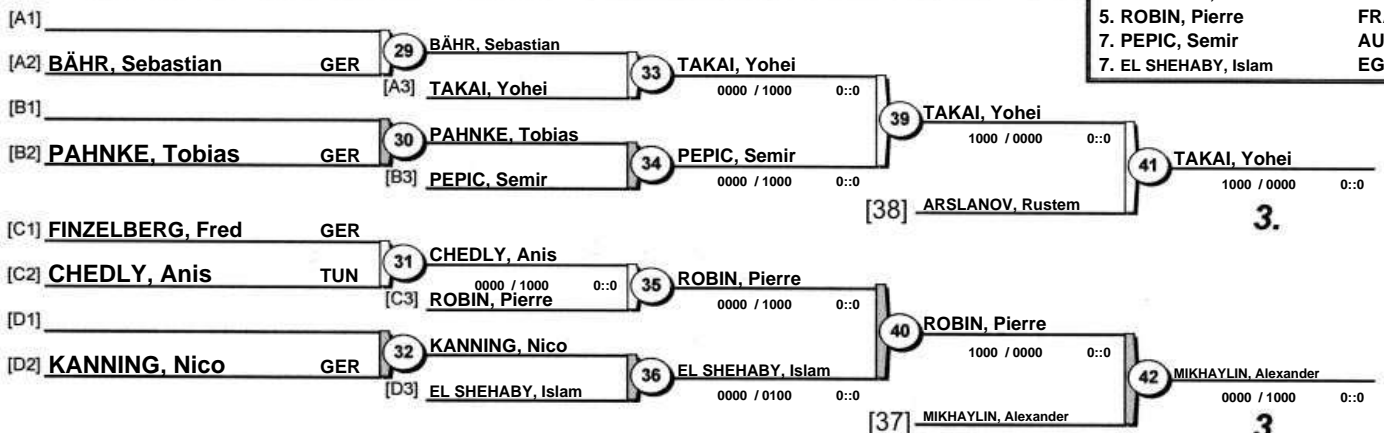 5. ROBIN, Pierre FR
7. PEPIC, Semir AU
7. EL SHEHABY, Islam EG
[A1]
[A2] BÄHR, Sebastian GER
29
BÄHR, Sebastian
[A3] TAKAI, Yohei
33
TAKAI, Yohei
0000 / 1000 0::0
[B1]
[B2] PAHNKE, Tobias GER
30
PAHNKE, Tobias
[B3] PEPIC, Semir
34
PEPIC, Semir
0000 / 1000 0::0
39
TAKAI, Yohei
1000 / 0000 0::0
[38] ARSLANOV, Rustem
41
TAKAI, Yohei
1000 / 0000 0::0
3.
[C1] FINZELBERG, Fred GER
[C2] CHEDLY, Anis TUN
31
CHEDLY, Anis
0000 / 1000 0::0
[C3] ROBIN, Pierre
35
ROBIN, Pierre
0000 / 1000 0::0
[D1]
[D2] KANNING, Nico GER
32
KANNING, Nico
[D3] EL SHEHABY, Islam
36
EL SHEHABY, Islam
0000 / 0100 0::0
40
ROBIN, Pierre
1000 / 0000 0::0
[37] MIKHAYLIN, Alexander
42
MIKHAYLIN, Alexander
0000 / 1000 0::0
3